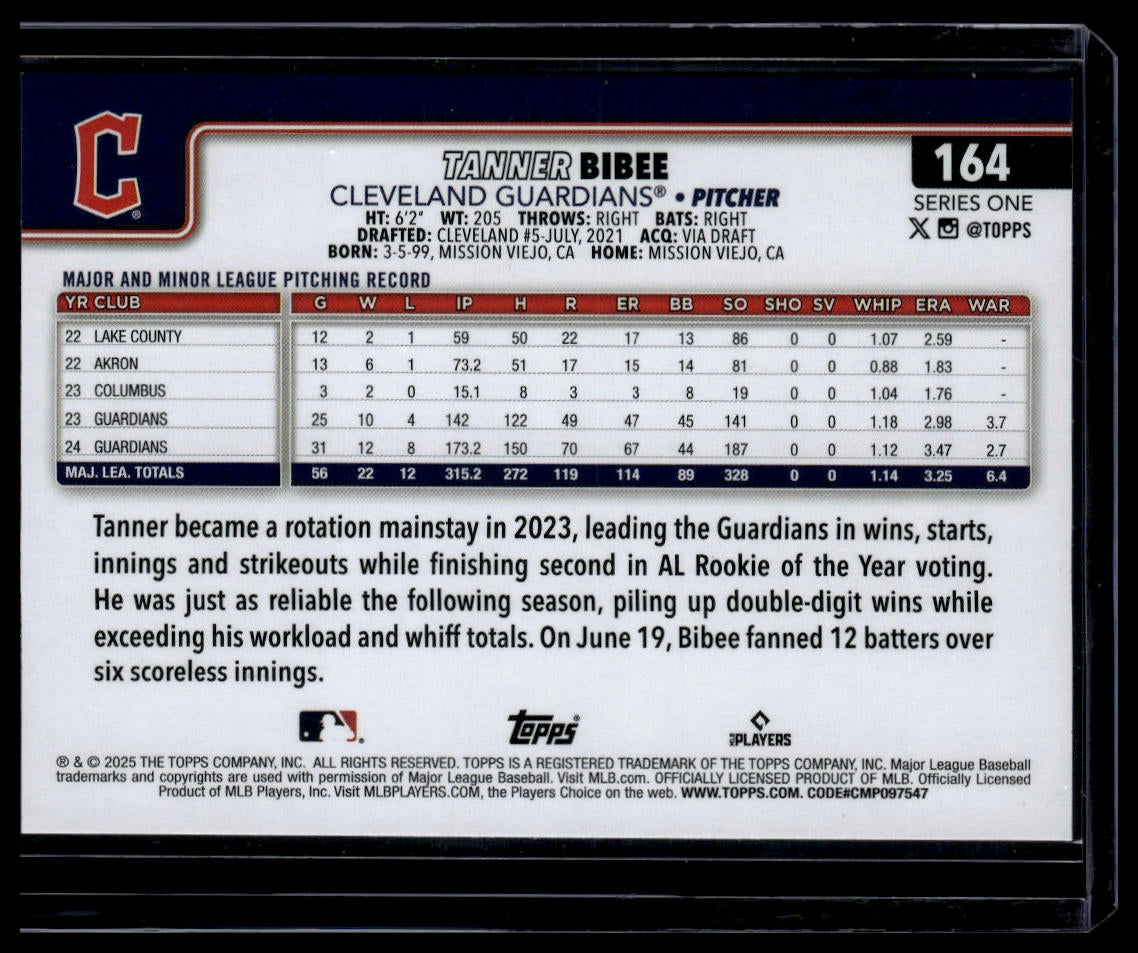 C
®
TANNER BIBEE
164
CLEVELAND GUARDIANS® • PITCHER
SERIES ONE
HT: 6'2" WT: 205 THROWS: RIGHT BATS: RIGHT
@TOPPS
DRAFTED: CLEVELAND #5-JULY, 2021 ACQ: VIA DRAFT
BORN: 3-5-99, MISSION VIEJO, CA HOME: MISSION VIEJO, CA
MAJOR AND MINOR LEAGUE PITCHING RECORD
YR CLUB G W L IP H R ER BB SO SHO SV WHIP ERA WAR
22 LAKE COUNTY 12 2 1 59 50 22 17 13 86 0 0 1.07 2.59 -
22 AKRON 13 6 1 73.2 51 17 15 14 81 0 0 0.88 1.83 -
23 COLUMBUS 3 2 0 15.1 8 3 3 8 19 0 0 1.04 1.76 -
23 GUARDIANS 25 10 4 142 122 49 47 45 141 0 0 1.18 2.98 3.7
24 GUARDIANS 31 12 8 173.2 150 70 67 44 187 0 0 1.12 3.47 2.7
MAJ. LEA. TOTALS 56 22 12 315.2 272 119 114 89 328 0 0 1.14 3.25 6.4
Tanner became a rotation mainstay in 2023, leading the Guardians in wins, starts,
innings and strikeouts while finishing second in AL Rookie of the Year voting.
He was just as reliable the following season, piling up double-digit wins while
exceeding his workload and whiff totals. On June 19, Bibee fanned 12 batters over
six scoreless innings.
Topps®
MLB PLAYERS
® & © 2025 THE TOPPS COMPANY, INC. ALL RIGHTS RESERVED. TOPPS IS A REGISTERED TRADEMARK OF THE TOPPS COMPANY, INC. Major League Baseball
trademarks and copyrights are used with permission of Major League Baseball. Visit MLB.com. OFFICIALLY LICENSED PRODUCT OF MLB. Officially Licensed
Product of MLB Players, Inc. Visit MLBPLAYERS.COM, the Players Choice on the web. WWW.TOPPS.COM. CODE#CMP097547